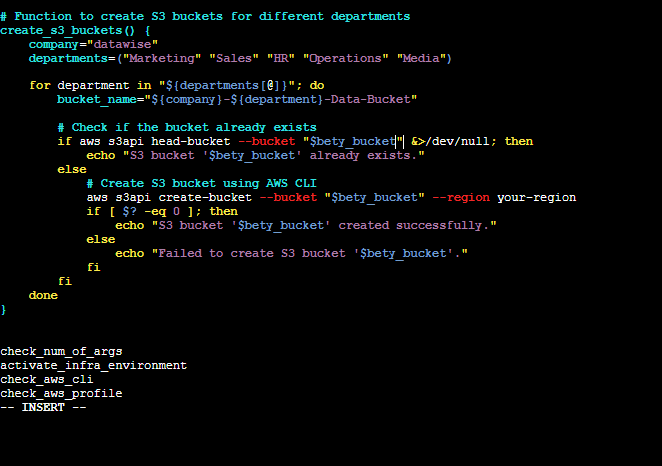 # Function to create S3 buckets for different departments
create_s3_buckets() {
    company="datawise"
    departments=("Marketing" "Sales" "HR" "Operations" "Media")
    for department in "${departments[@]}"; do
        bucket_name="${company}-${department}-Data-Bucket"
        # Check if the bucket already exists
        if aws s3api head-bucket --bucket "$bety_bucket" &>/dev/null; then
            echo "S3 bucket '$bety_bucket' already exists."
        else
            # Create S3 bucket using AWS CLI
            aws s3api create-bucket --bucket "$bety_bucket" --region your-region
            if [ $? -eq 0 ]; then
                echo "S3 bucket '$bety_bucket' created successfully."
            else
                echo "Failed to create S3 bucket '$bety_bucket'."
            fi
        fi
    done
}
check_num_of_args
activate_infra_environment
check_aws_cli
check_aws_profile
-- INSERT --